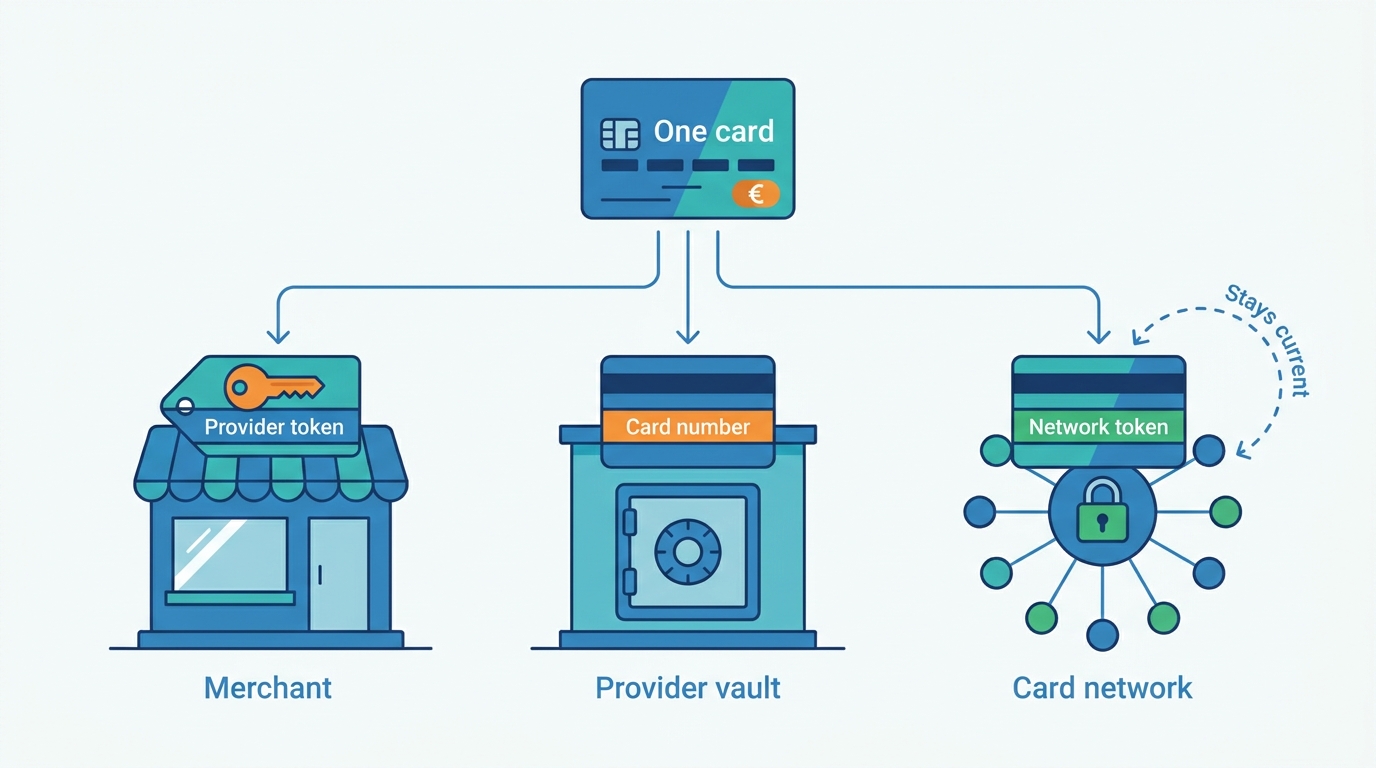 One card
€
Stays current
Provider token
Card number
Network token
Merchant
Provider vault
Card network